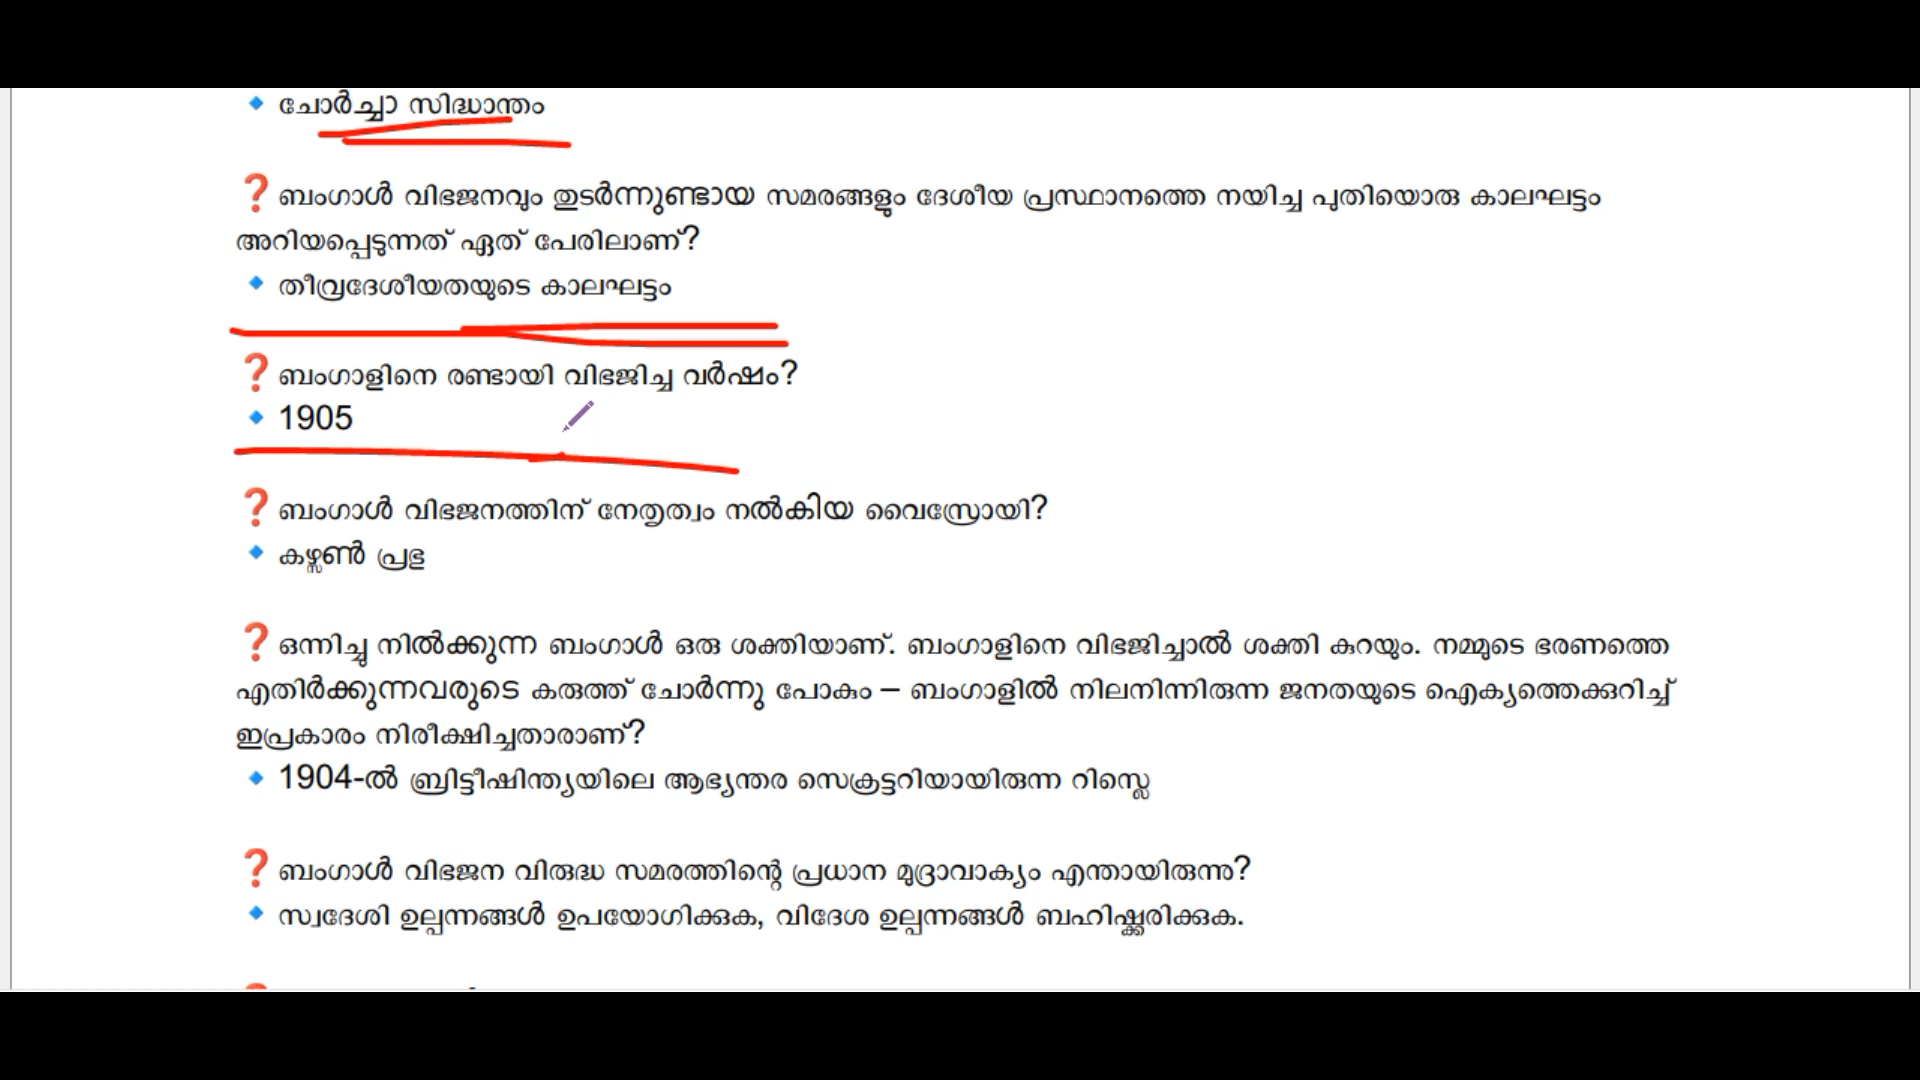 🔹 ചോർച്ചാ സിദ്ധാന്തം
❓ബംഗാൾ വിഭജനവും തുടർന്നുണ്ടായ സമരങ്ങളും ദേശീയ പ്രസ്ഥാനത്തെ നയിച്ച പുതിയൊരു കാലഘട്ടം
അറിയപ്പെടുന്നത് ഏത് പേരിലാണ്?
🔹 തീവ്രദേശീയതയുടെ കാലഘട്ടം
❓ബംഗാളിനെ രണ്ടായി വിഭജിച്ച വർഷം?
🔹 1905
❓ബംഗാൾ വിഭജനത്തിന് നേതൃത്വം നൽകിയ വൈസ്രോയി?
🔹 കഴ്സൺ പ്രഭു
❓ഒന്നിച്ചു നിൽക്കുന്ന ബംഗാൾ ഒരു ശക്തിയാണ്. ബംഗാളിനെ വിഭജിച്ചാൽ ശക്തി കുറയും. നമ്മുടെ ഭരണത്തെ
എതിർക്കുന്നവരുടെ കരുത്ത് ചോർന്നു പോകും – ബംഗാളിൽ നിലനിന്നിരുന്ന ജനതയുടെ ഐക്യത്തെക്കുറിച്ച്
ഇപ്രകാരം നിരീക്ഷിച്ചതാരാണ്?
🔹 1904-ൽ ബ്രിട്ടീഷിന്ത്യയിലെ ആഭ്യന്തര സെക്രട്ടറിയായിരുന്ന റിസ്ലെ
❓ബംഗാൾ വിഭജന വിരുദ്ധ സമരത്തിന്റെ പ്രധാന മുദ്രാവാക്യം എന്തായിരുന്നു?
🔹 സ്വദേശി ഉല്പന്നങ്ങൾ ഉപയോഗിക്കുക, വിദേശ ഉല്പന്നങ്ങൾ ബഹിഷ്ക്കരിക്കുക.